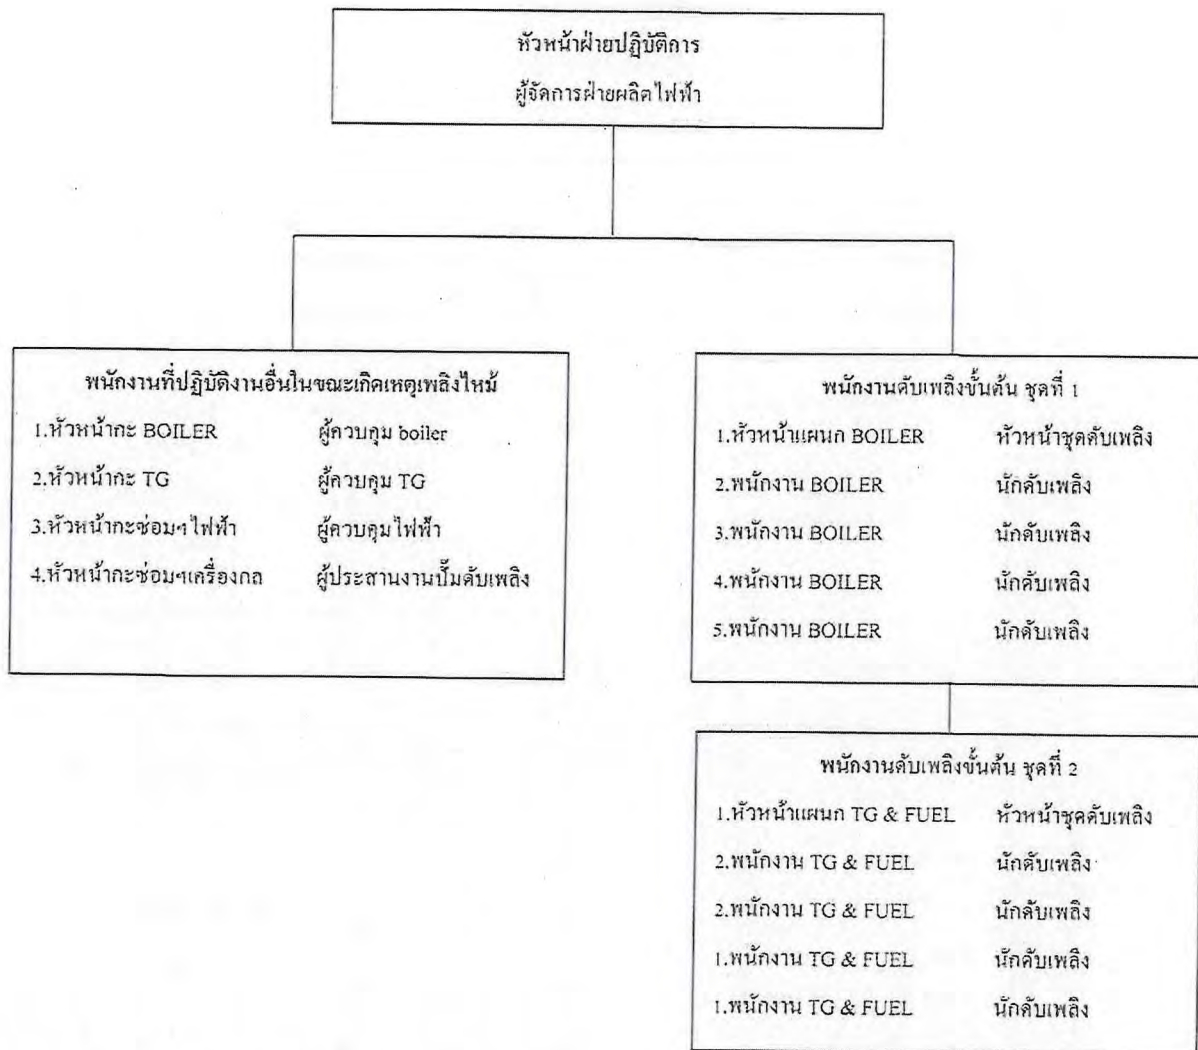 หัวหน้าฝ่ายปฏิบัติการ
ผู้จัดการฝ่ายผลิตไฟฟ้า
พนักงานที่ปฏิบัติงานอื่นในขณะเกิดเหตุเพลิงไหม้
1.หัวหน้ากะ BOILER ผู้ควบคุม boiler
2.หัวหน้ากะ TG ผู้ควบคุม TG
3.หัวหน้ากะซ่อมฯไฟฟ้า ผู้ควบคุมไฟฟ้า
4.หัวหน้ากะซ่อมฯเครื่องกล ผู้ประสานงานปั๊มดับเพลิง
พนักงานดับเพลิงขั้นต้น ชุดที่ 1
1.หัวหน้าแผนก BOILER หัวหน้าชุดดับเพลิง
2.พนักงาน BOILER นักดับเพลิง
3.พนักงาน BOILER นักดับเพลิง
4.พนักงาน BOILER นักดับเพลิง
5.พนักงาน BOILER นักดับเพลิง
พนักงานดับเพลิงขั้นต้น ชุดที่ 2
1.หัวหน้าแผนก TG & FUEL หัวหน้าชุดดับเพลิง
2.พนักงาน TG & FUEL นักดับเพลิง
2.พนักงาน TG & FUEL นักดับเพลิง
1.พนักงาน TG & FUEL นักดับเพลิง
1.พนักงาน TG & FUEL นักดับเพลิง